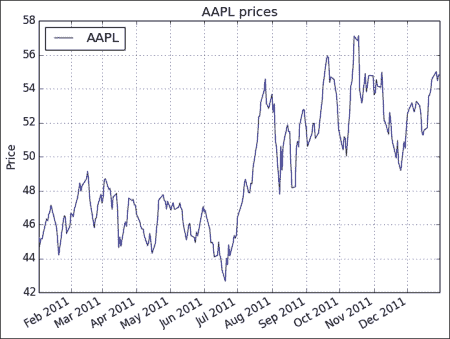 AAPL prices
AAPL
Price
58
56
54
52
50
48
46
44
42
Feb 2011
Mar 2011
Apr 2011
May 2011
Jun 2011
Jul 2011
Aug 2011
Sep 2011
Oct 2011
Nov 2011
Dec 2011